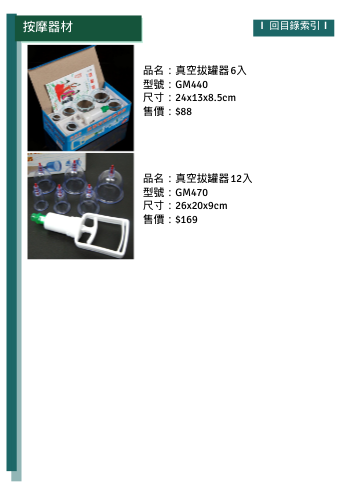 按摩器材
I 回目錄索引 I
品名：真空拔罐器6入
型號：GM440
尺寸：24x13x8.5cm
售價：$88
品名：真空拔罐器12入
型號：GM470
尺寸：26x20x9cm
售價：$169